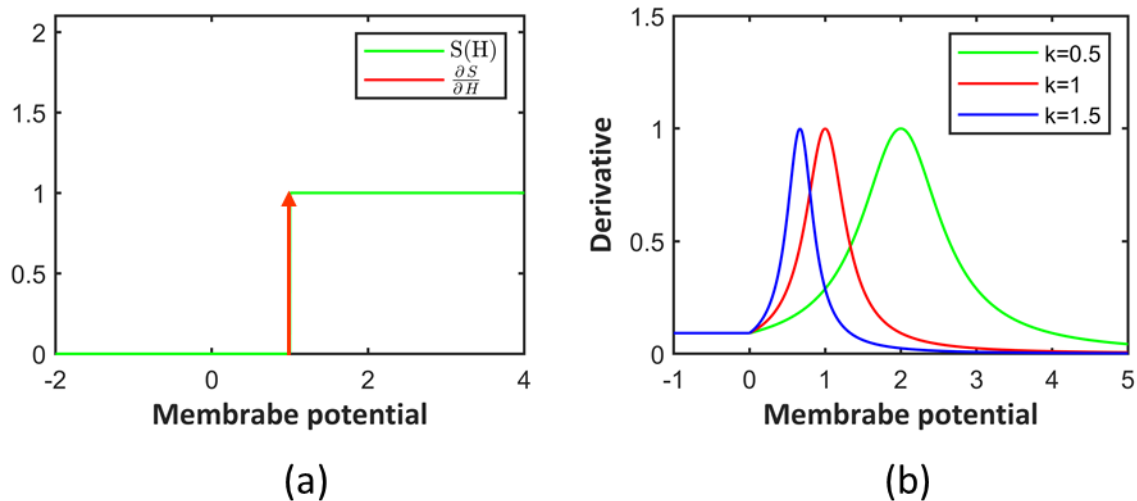 2
1.5
1
0.5
0
-2
0
2
4
S(H)
∂S
∂H
Membrabe potential
(a)
1.5
1
0.5
0
Derivative
-1
0
1
2
3
4
5
k=0.5
k=1
k=1.5
Membrabe potential
(b)